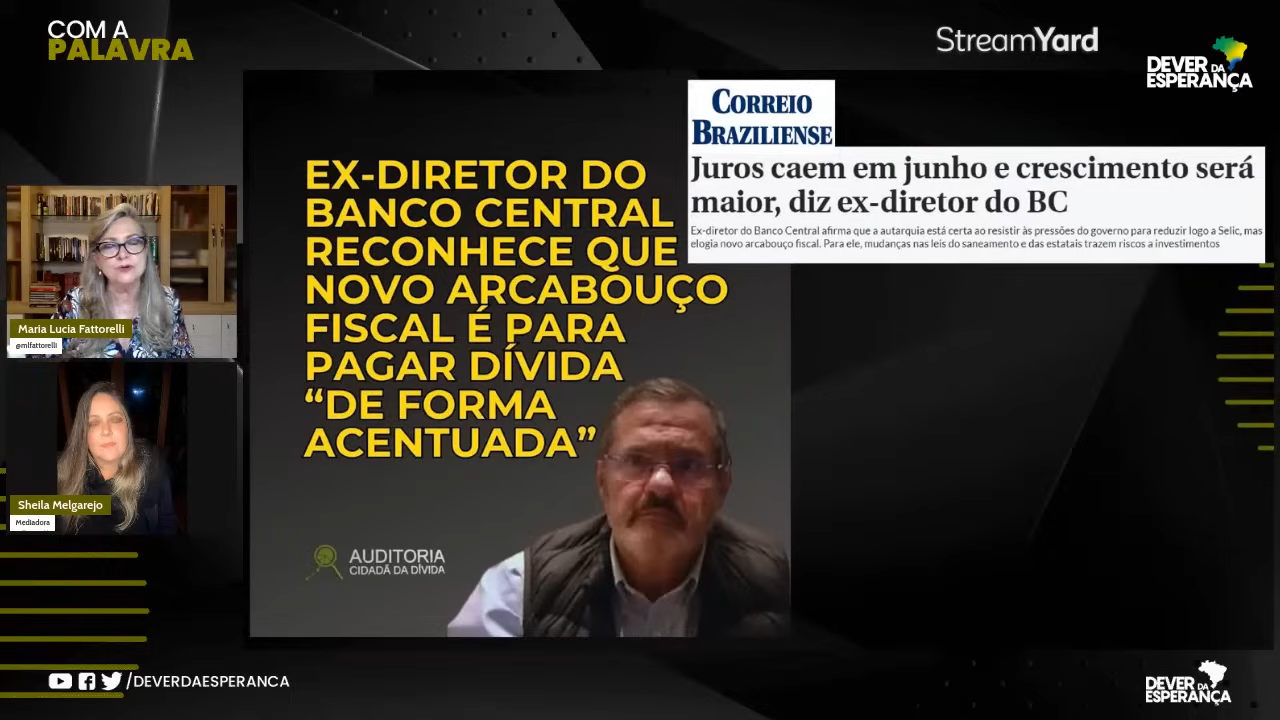 COM A
PALAVRA
StreamYard
DEVER DA
ESPERANÇA
CORREIO
BRAZILIENSE
Juros caem em junho e crescimento será
maior, diz ex-diretor do BC
Ex-diretor do Banco Central afirma que a autarquia está certa ao resistir às pressões do governo para reduzir logo a Selic, mas
elogia novo arcabouço fiscal. Para ele, mudanças nas leis do saneamento e das estatais trazem riscos a investimentos
EX-DIRETOR DO
BANCO CENTRAL
RECONHECE QUE
NOVO ARCABOUÇO
FISCAL É PARA
PAGAR DÍVIDA
“DE FORMA
ACENTUADA”
AUDITORIA
CIDADÃ DA DÍVIDA
Maria Lucia Fattorelli
@mlfattorelli
Sheila Melgarejo
Mediadora
/DEVERDAESPERANCA
DEVER DA
ESPERANÇA